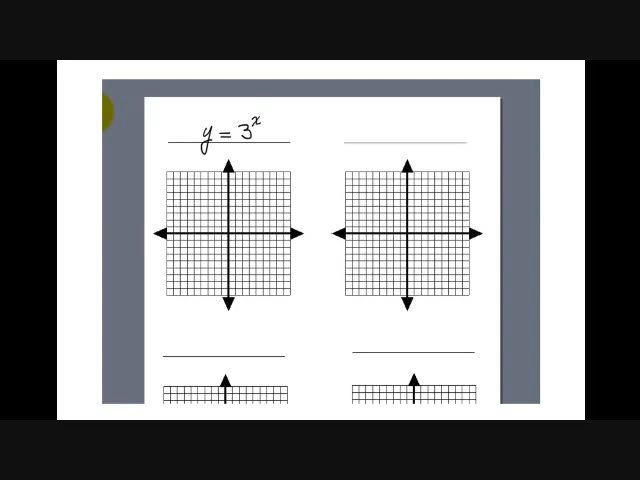 y = 3^x